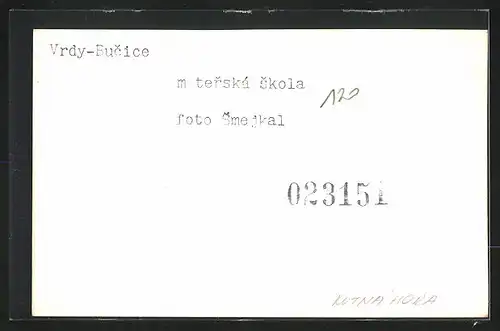 Vrdy-Bučice
m teřská škola
120
foto Šmejkal
023151
KUTNÁ HORA